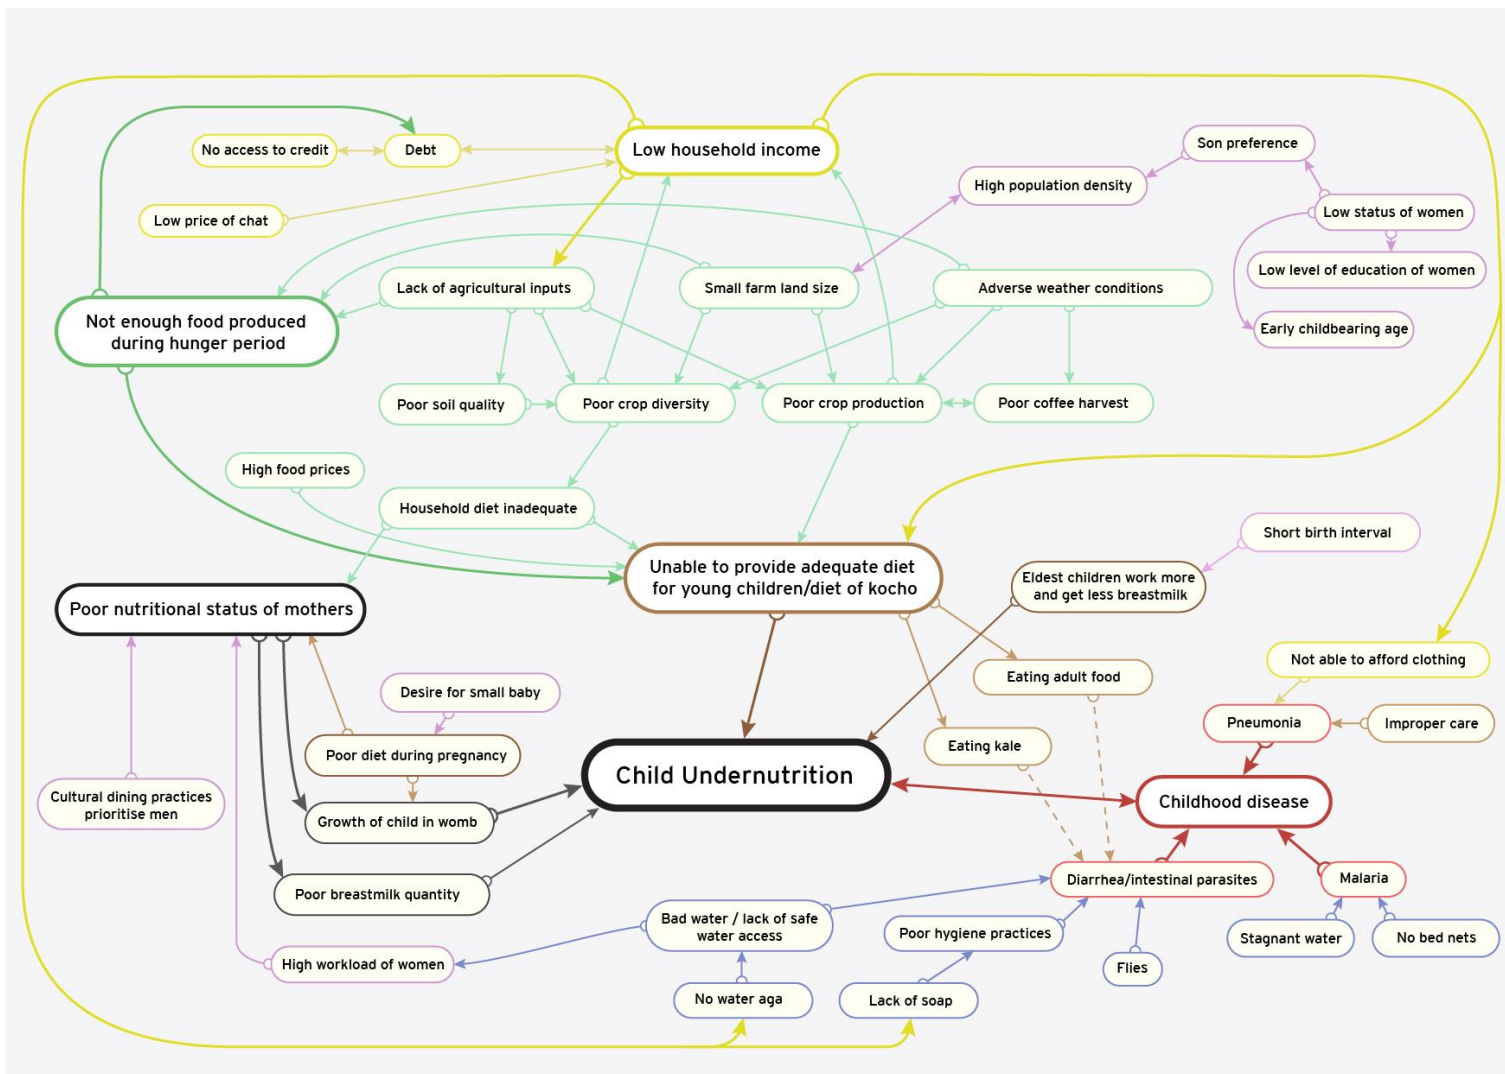 No access to credit
Debt
Low household income
Son preference
High population density
Low price of chat
Low status of women
Low level of education of women
Early childbearing age
Lack of agricultural inputs
Small farm land size
Adverse weather conditions
Not enough food produced
during hunger period
Poor soil quality
Poor crop diversity
Poor crop production
Poor coffee harvest
High food prices
Household diet inadequate
Short birth interval
Unable to provide adequate diet
for young children/diet of kocho
Eldest children work more
and get less breastmilk
Poor nutritional status of mothers
Not able to afford clothing
Eating adult food
Desire for small baby
Pneumonia
Improper care
Eating kale
Poor diet during pregnancy
Child Undernutrition
Cultural dining practices
prioritise men
Childhood disease
Growth of child in womb
Diarrhea/intestinal parasites
Malaria
Poor breastmilk quantity
Bad water / lack of safe
water access
Poor hygiene practices
Stagnant water
No bed nets
High workload of women
Flies
No water aga
Lack of soap